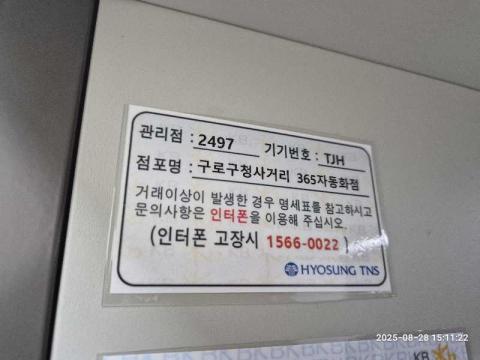 관리점 : 2497 기기번호 : TJH
점포명 : 구로구청사거리 365자동화점
거래이상이 발생한 경우 명세표를 참고하시고
문의사항은 인터폰을 이용해 주십시오.
(인터폰 고장시 1566-0022 )
HYOSUNG TNS
2025-08-28 15:11:22
KB